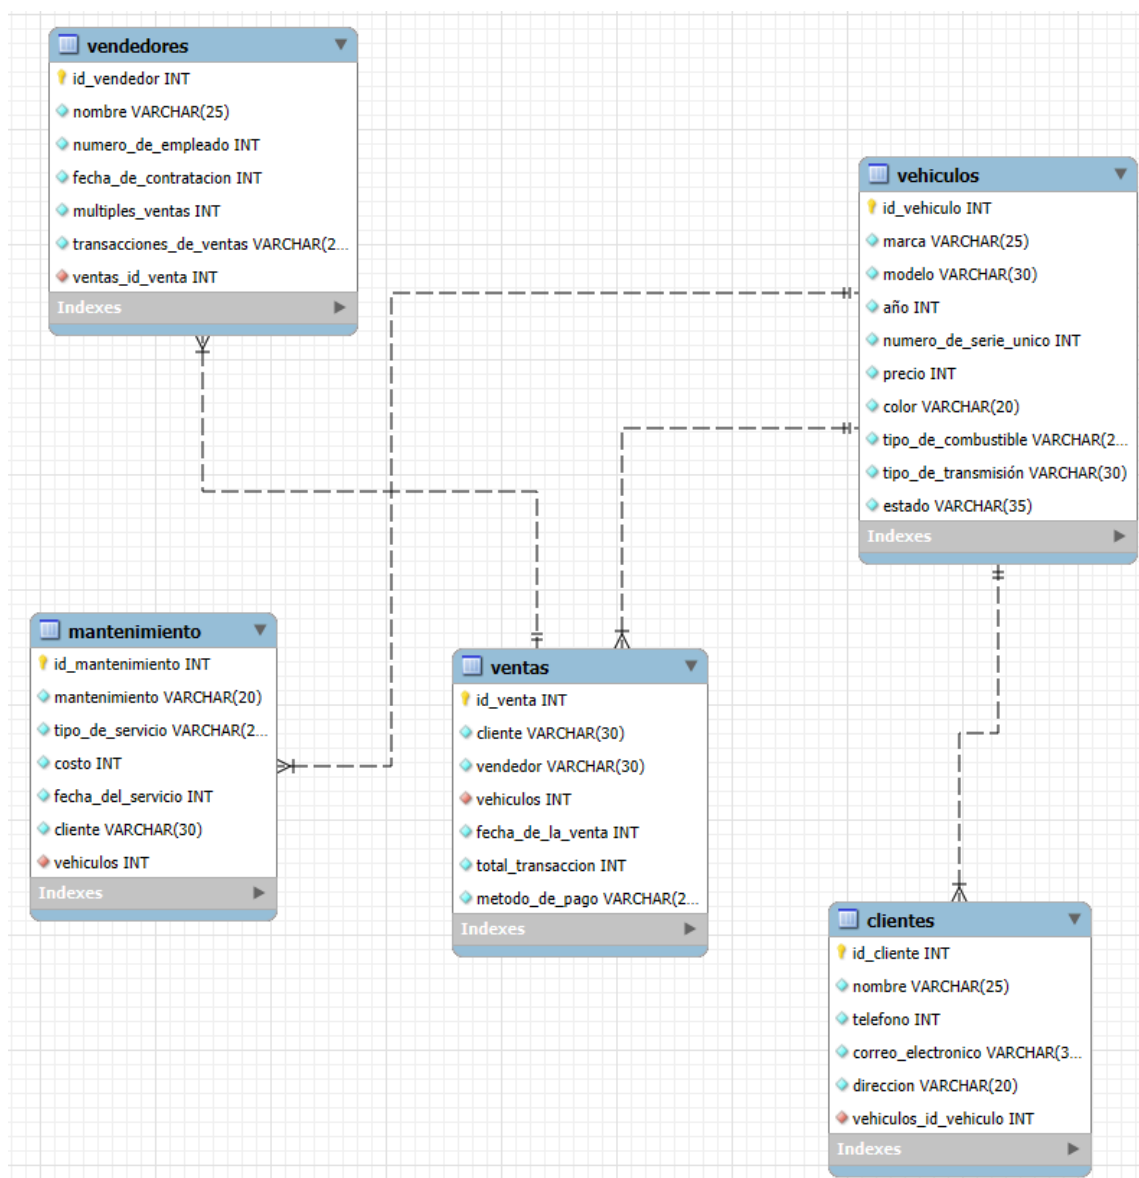 vendedores
id_vendedor INT
nombre VARCHAR(25)
numero_de_empleado INT
fecha_de_contratacion INT
multiples_ventas INT
transacciones_de_ventas VARCHAR(2...
ventas_id_venta INT
Indexes
vehiculos
id_vehiculo INT
marca VARCHAR(25)
modelo VARCHAR(30)
año INT
numero_de_serie_unico INT
precio INT
color VARCHAR(20)
tipo_de_combustible VARCHAR(2...
tipo_de_transmisión VARCHAR(30)
estado VARCHAR(35)
Indexes
mantenimiento
id_mantenimiento INT
mantenimiento VARCHAR(20)
tipo_de_servicio VARCHAR(2...
costo INT
fecha_del_servicio INT
cliente VARCHAR(30)
vehiculos INT
Indexes
ventas
id_venta INT
cliente VARCHAR(30)
vendedor VARCHAR(30)
vehiculos INT
fecha_de_la_venta INT
total_transaccion INT
metodo_de_pago VARCHAR(2...
Indexes
clientes
id_cliente INT
nombre VARCHAR(25)
telefono INT
correo_electronico VARCHAR(3...
direccion VARCHAR(20)
vehiculos_id_vehiculo INT
Indexes